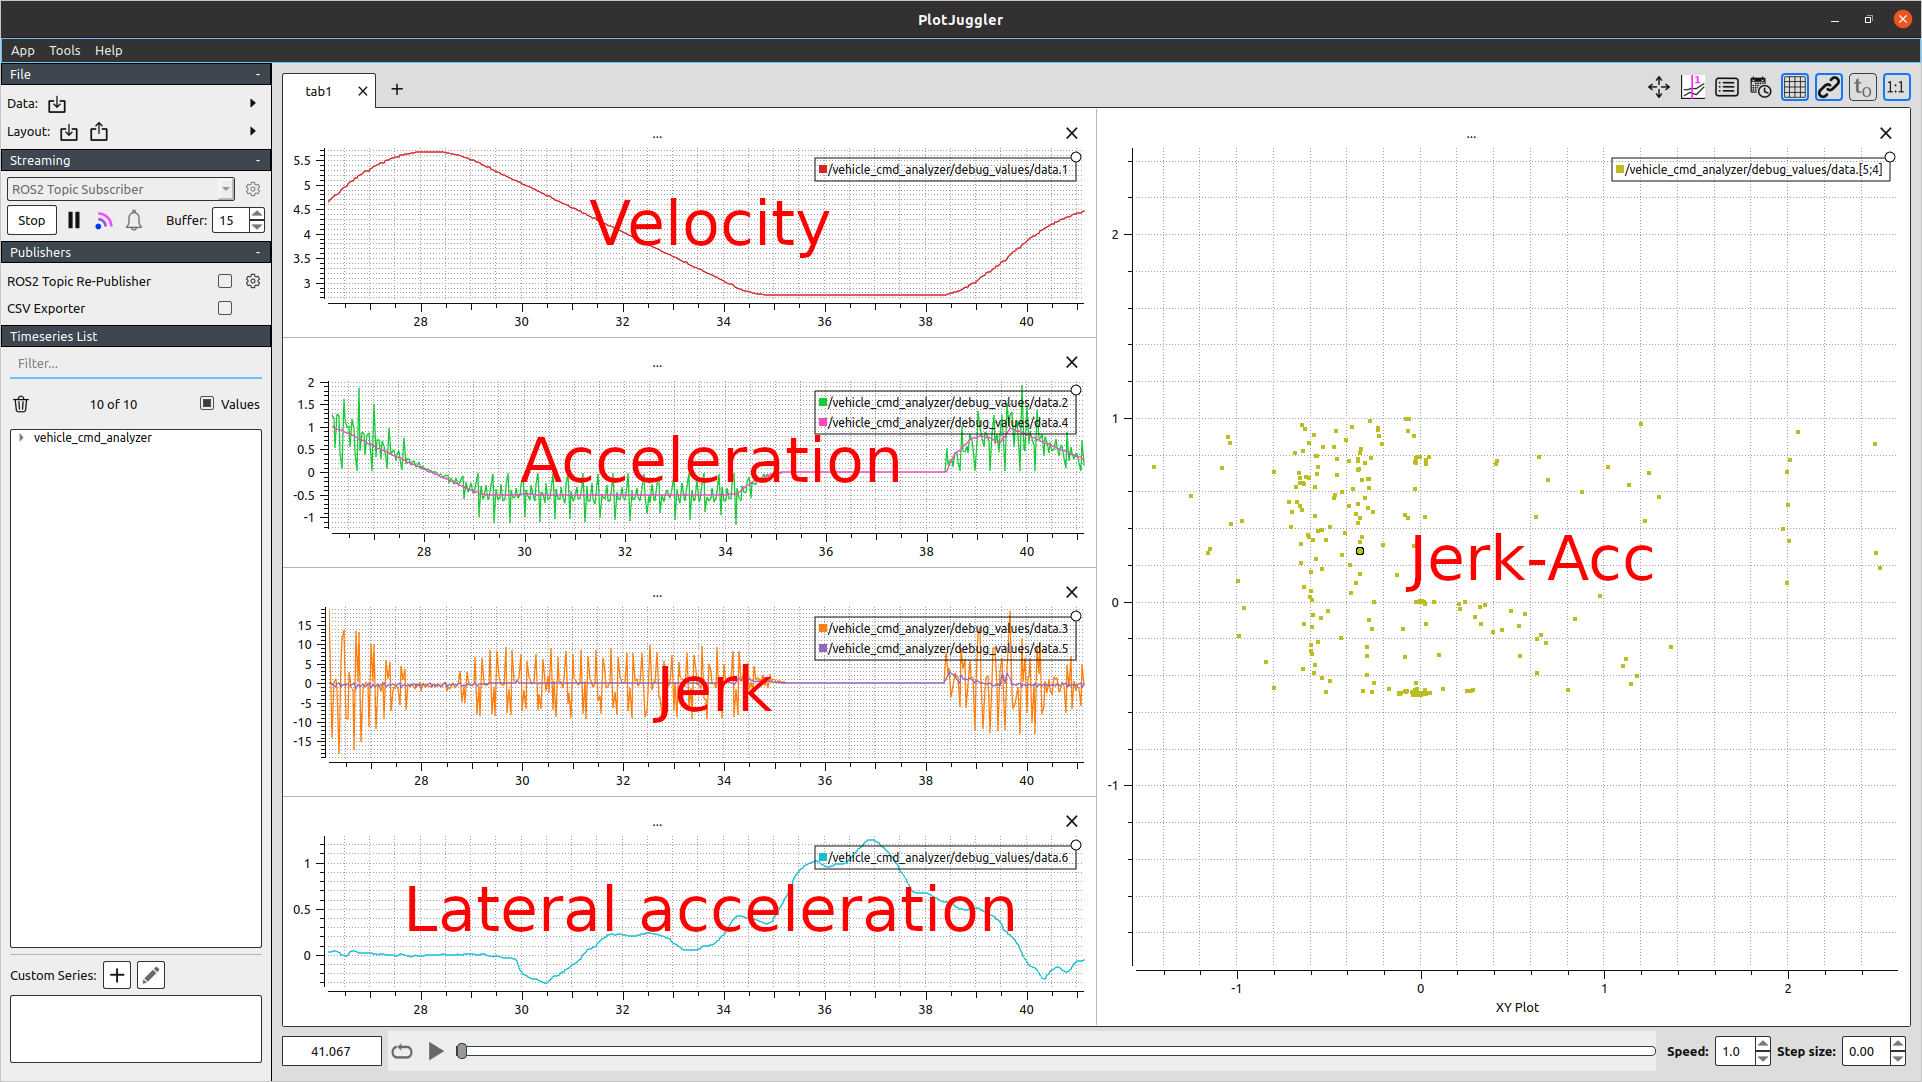 PlotJuggler
App Tools Help
File -
Data:
Layout:
Streaming -
ROS2 Topic Subscriber
Stop Buffer: 15
Publishers -
ROS2 Topic Re-Publisher
CSV Exporter
Timeseries List
Filter...
10 of 10 Values
vehicle_cmd_analyzer
Custom Series:
tab1
...
/vehicle_cmd_analyzer/debug_values/data.1
Velocity
5.5
5
4.5
4
3.5
3
28 30 32 34 36 38 40
...
/vehicle_cmd_analyzer/debug_values/data.2
/vehicle_cmd_analyzer/debug_values/data.4
Acceleration
2
1.5
1
0.5
0
-0.5
-1
28 30 32 34 36 38 40
...
/vehicle_cmd_analyzer/debug_values/data.3
/vehicle_cmd_analyzer/debug_values/data.5
Jerk
15
10
5
0
-5
-10
-15
28 30 32 34 36 38 40
...
/vehicle_cmd_analyzer/debug_values/data.6
Lateral acceleration
1
0.5
0
28 30 32 34 36 38 40
1
t0
1:1
...
/vehicle_cmd_analyzer/debug_values/data.[5;4]
Jerk-Acc
2
1
0
-1
-1 0 1 2
XY Plot
41.067
Speed: 1.0 Step size: 0.00